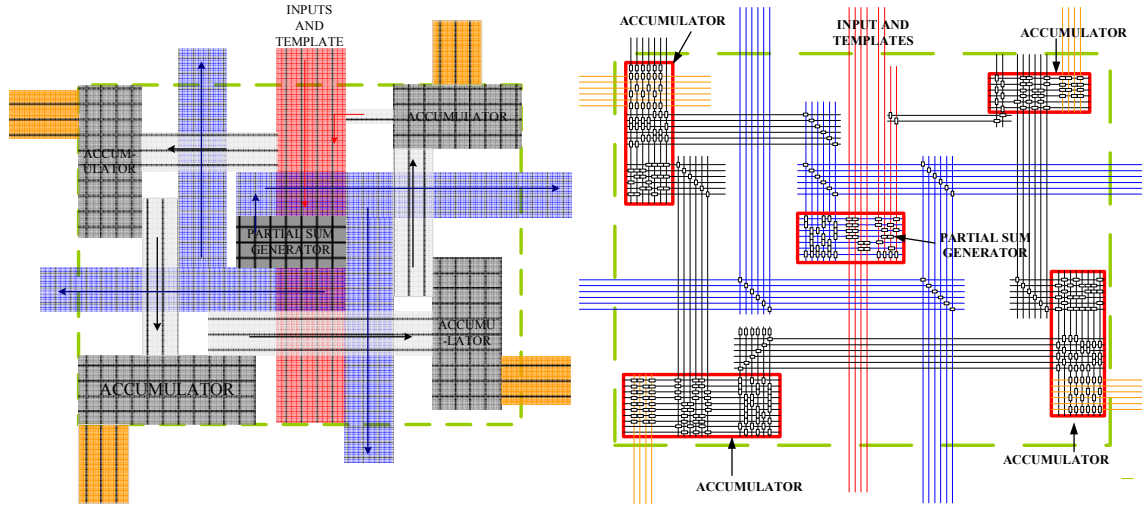 INPUTS
AND
TEMPLATE
ACCUMULATOR
ACCUM-
ULATOR
PARTIAL SUM
GENERATOR
ACCUMU
-LATOR
ACCUMULATOR
ACCUMULATOR
INPUT AND
TEMPLATES
ACCUMULATOR
PARTIAL SUM
GENERATOR
ACCUMULATOR
ACCUMULATOR